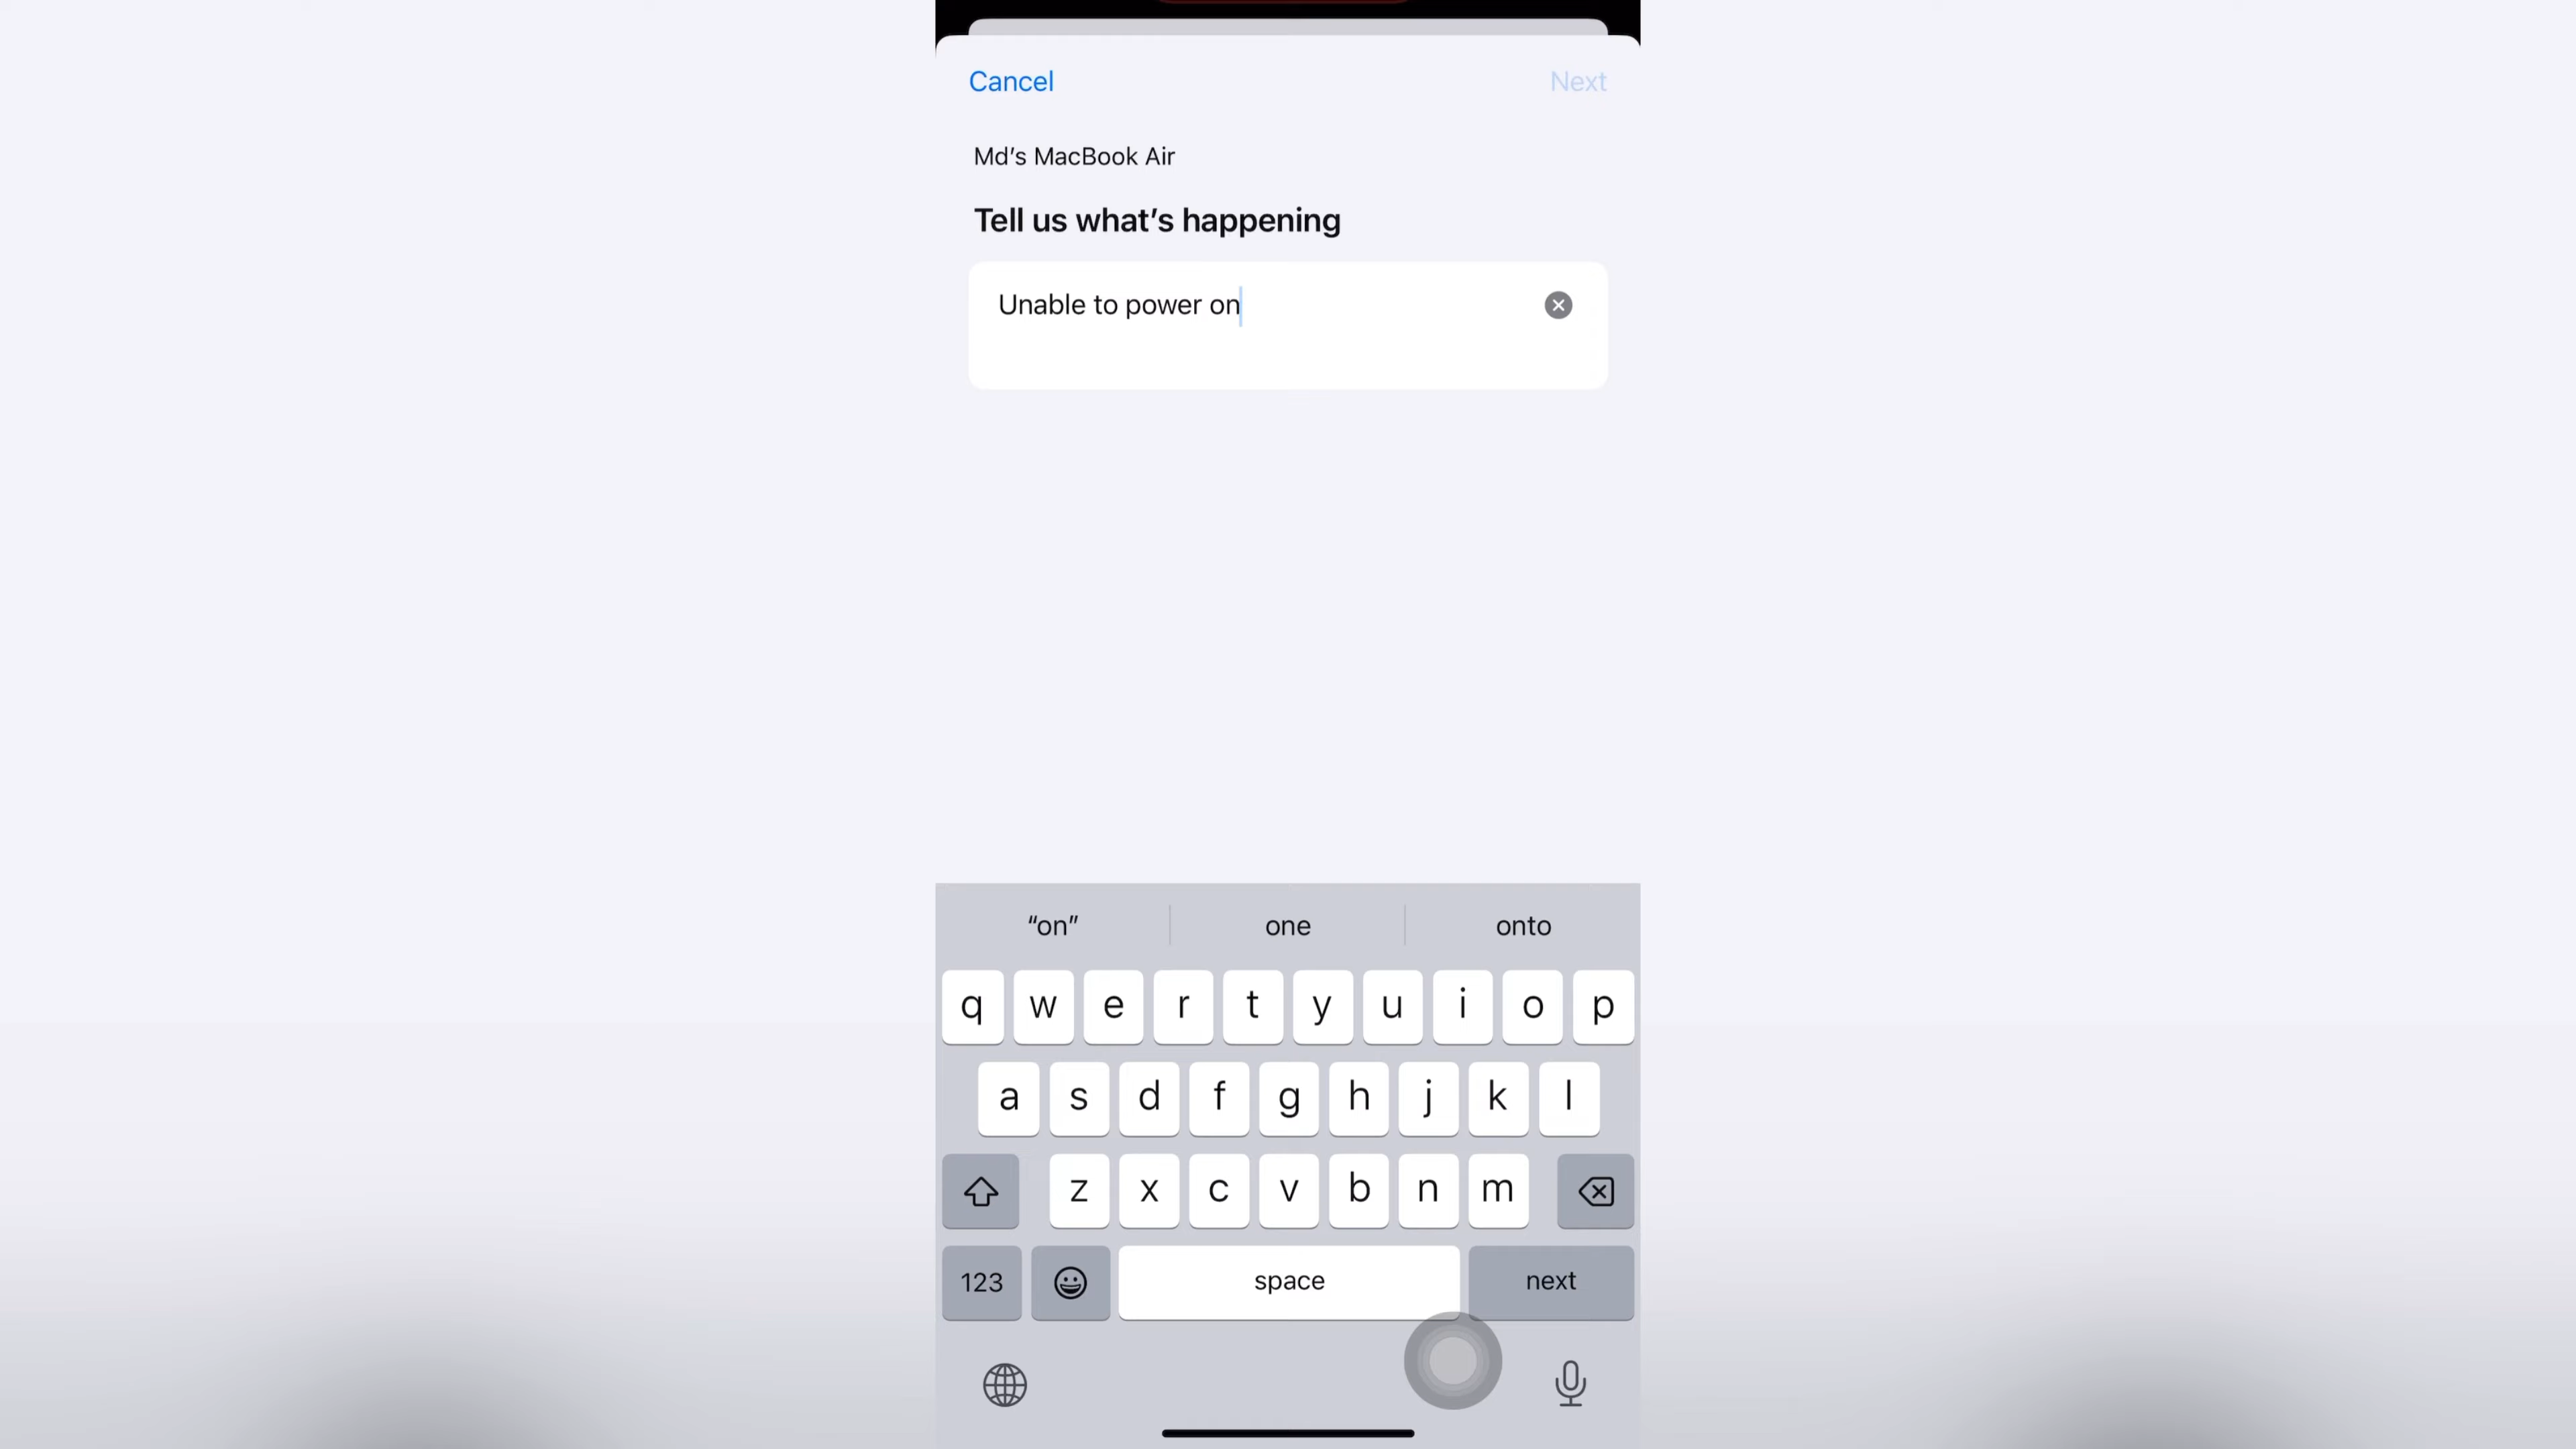 Cancel
Next
Md’s MacBook Air
Tell us what’s happening
Unable to power on
“on”
one
onto
q w e r t y u i o p
a s d f g h j k l
z x c v b n m
123
space
next